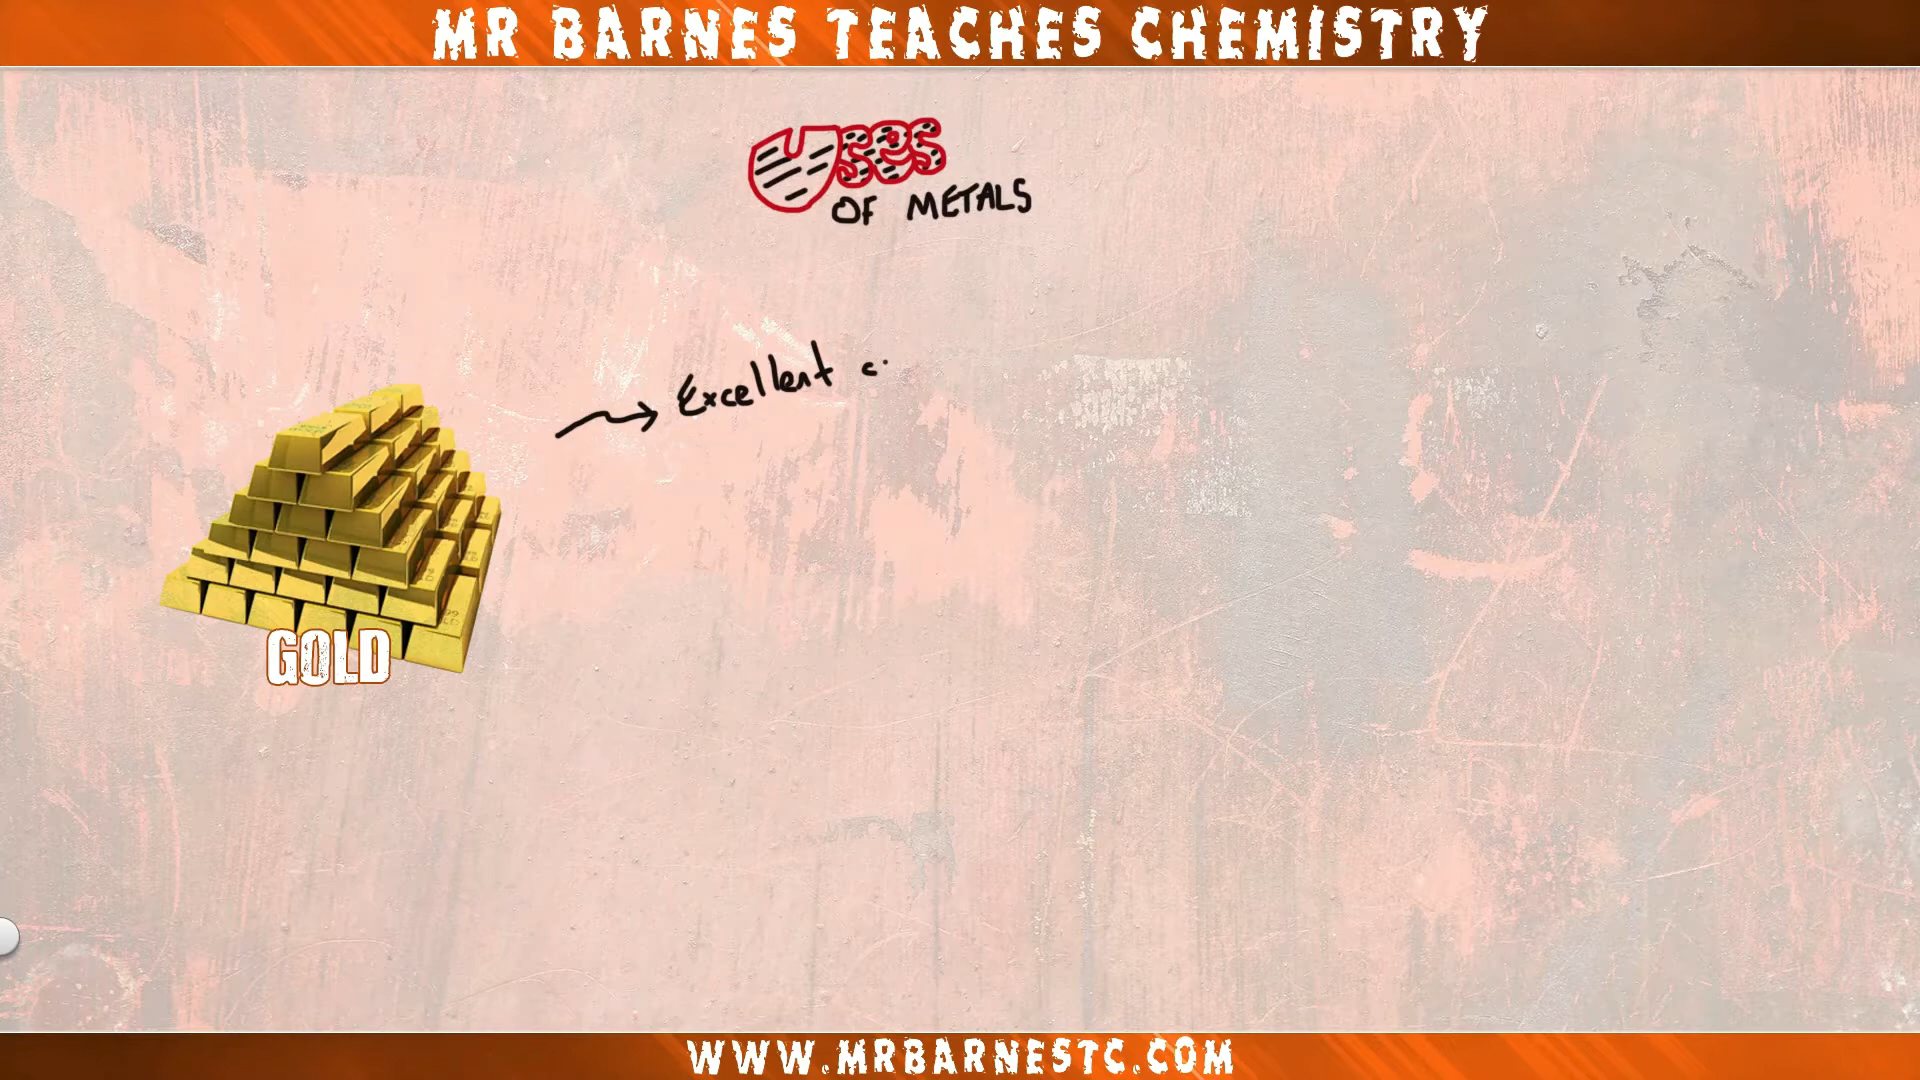 MR BARNES TEACHES CHEMISTRY
Uses
OF METALS
Excellent c
GOLD
WWW.MRBARNESTC.COM